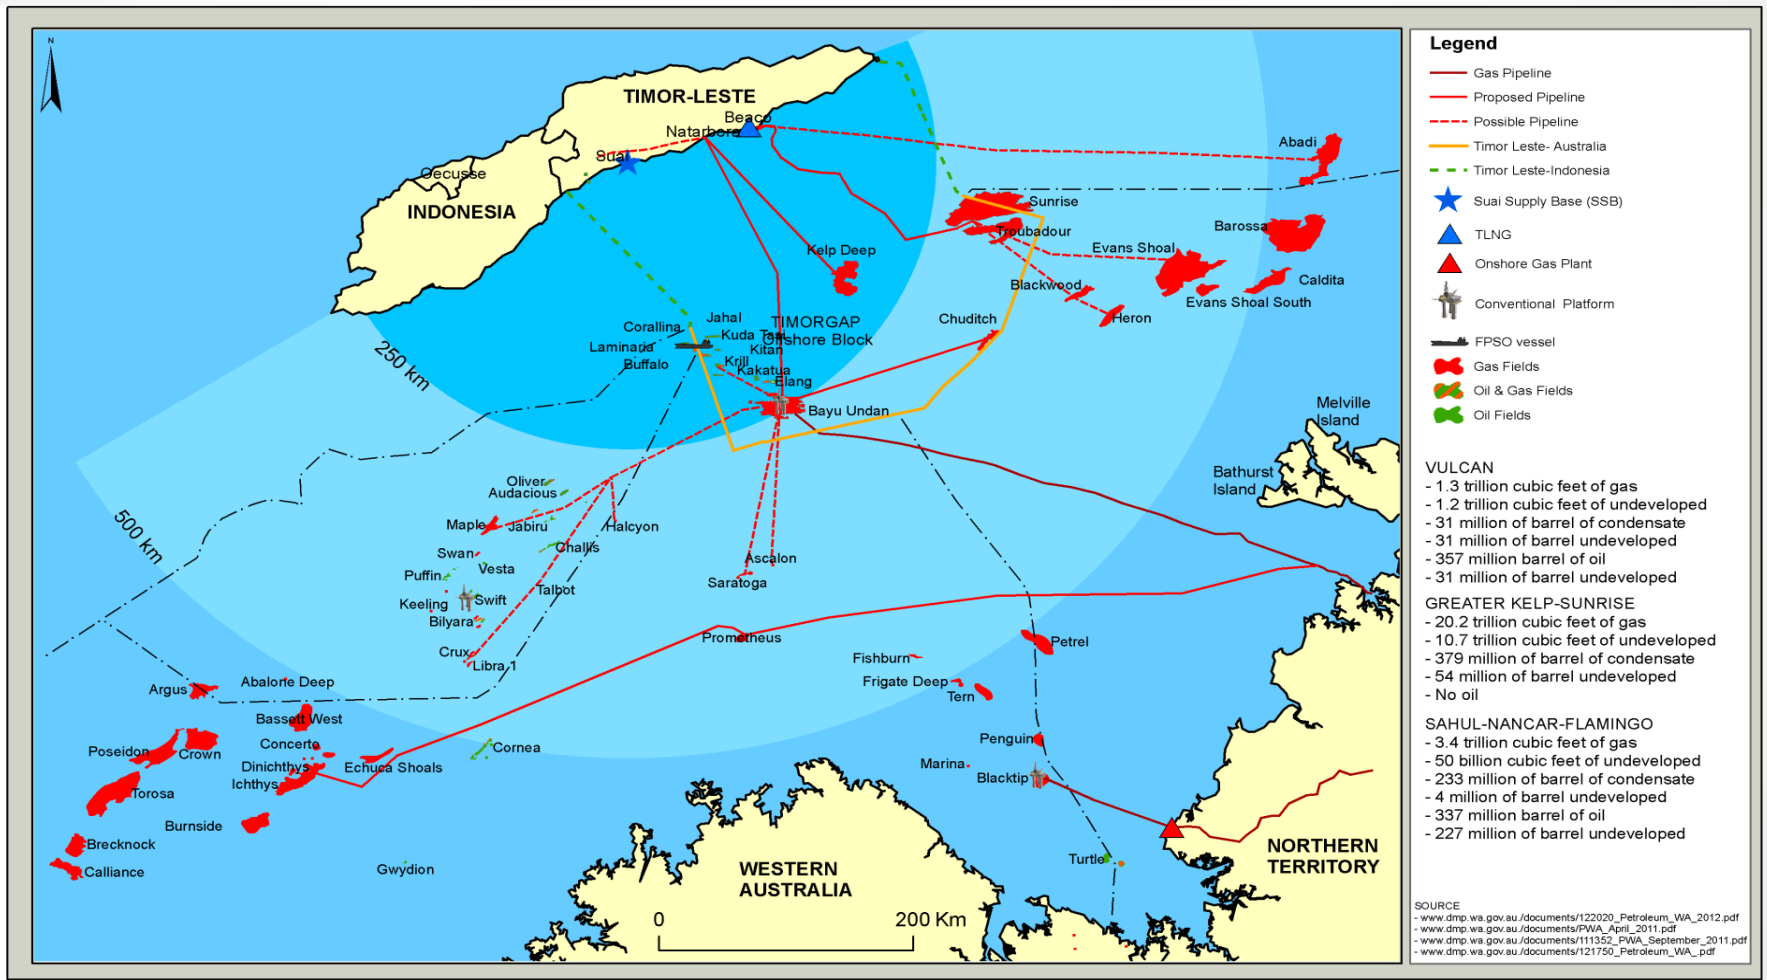 N
TIMOR-LESTE
Beaco
Natarbora
Suai
Oecusse
INDONESIA
Abadi
Sunrise
Troubadour
Barossa
Evans Shoal
Caldita
Evans Shoal South
Blackwood
Heron
Kelp Deep
Chuditch
Jahal
TIMORGAP
Offshore Block
Corallina
Kuda Tasi
Laminaria
Kitan
Buffalo
Krill
Kakatua
Elang
Bayu Undan
250 km
500 km
Melville
Island
Bathurst
Island
Oliver
Audacious
Maple
Jabiru
Halcyon
Challis
Swan
Vesta
Puffin
Talbot
Keeling
Swift
Bilyara
Crux
Libra 1
Ascalon
Saratoga
Prometheus
Petrel
Fishburn
Frigate Deep
Tern
Penguin
Marina
Blacktip
Turtle
Argus
Abalone Deep
Bassett West
Concerto
Poseidon
Crown
Dinichthys
Echuca Shoals
Ichthys
Cornea
Torosa
Burnside
Brecknock
Calliance
Gwydion
WESTERN
AUSTRALIA
NORTHERN
TERRITORY
0
200 Km
Legend
Gas Pipeline
Proposed Pipeline
Possible Pipeline
Timor Leste- Australia
Timor Leste-Indonesia
Suai Supply Base (SSB)
TLNG
Onshore Gas Plant
Conventional Platform
FPSO vessel
Gas Fields
Oil & Gas Fields
Oil Fields
VULCAN
- 1.3 trillion cubic feet of gas
- 1.2 trillion cubic feet of undeveloped
- 31 million of barrel of condensate
- 31 million of barrel undeveloped
- 357 million barrel of oil
- 31 million of barrel undeveloped
GREATER KELP-SUNRISE
- 20.2 trillion cubic feet of gas
- 10.7 trillion cubic feet of undeveloped
- 379 million of barrel of condensate
- 54 million of barrel undeveloped
- No oil
SAHUL-NANCAR-FLAMINGO
- 3.4 trillion cubic feet of gas
- 50 billion cubic feet of undeveloped
- 233 million of barrel of condensate
- 4 million of barrel undeveloped
- 337 million barrel of oil
- 227 million of barrel undeveloped
SOURCE
- www.dmp.wa.gov.au./documents/122020_Petroleum_WA_2012.pdf
- www.dmp.wa.gov.au./documents/PWA_April_2011.pdf
- www.dmp.wa.gov.au./documents/111352_PWA_September_2011.pdf
- www.dmp.wa.gov.au./documents/121750_Petroleum_WA_.pdf